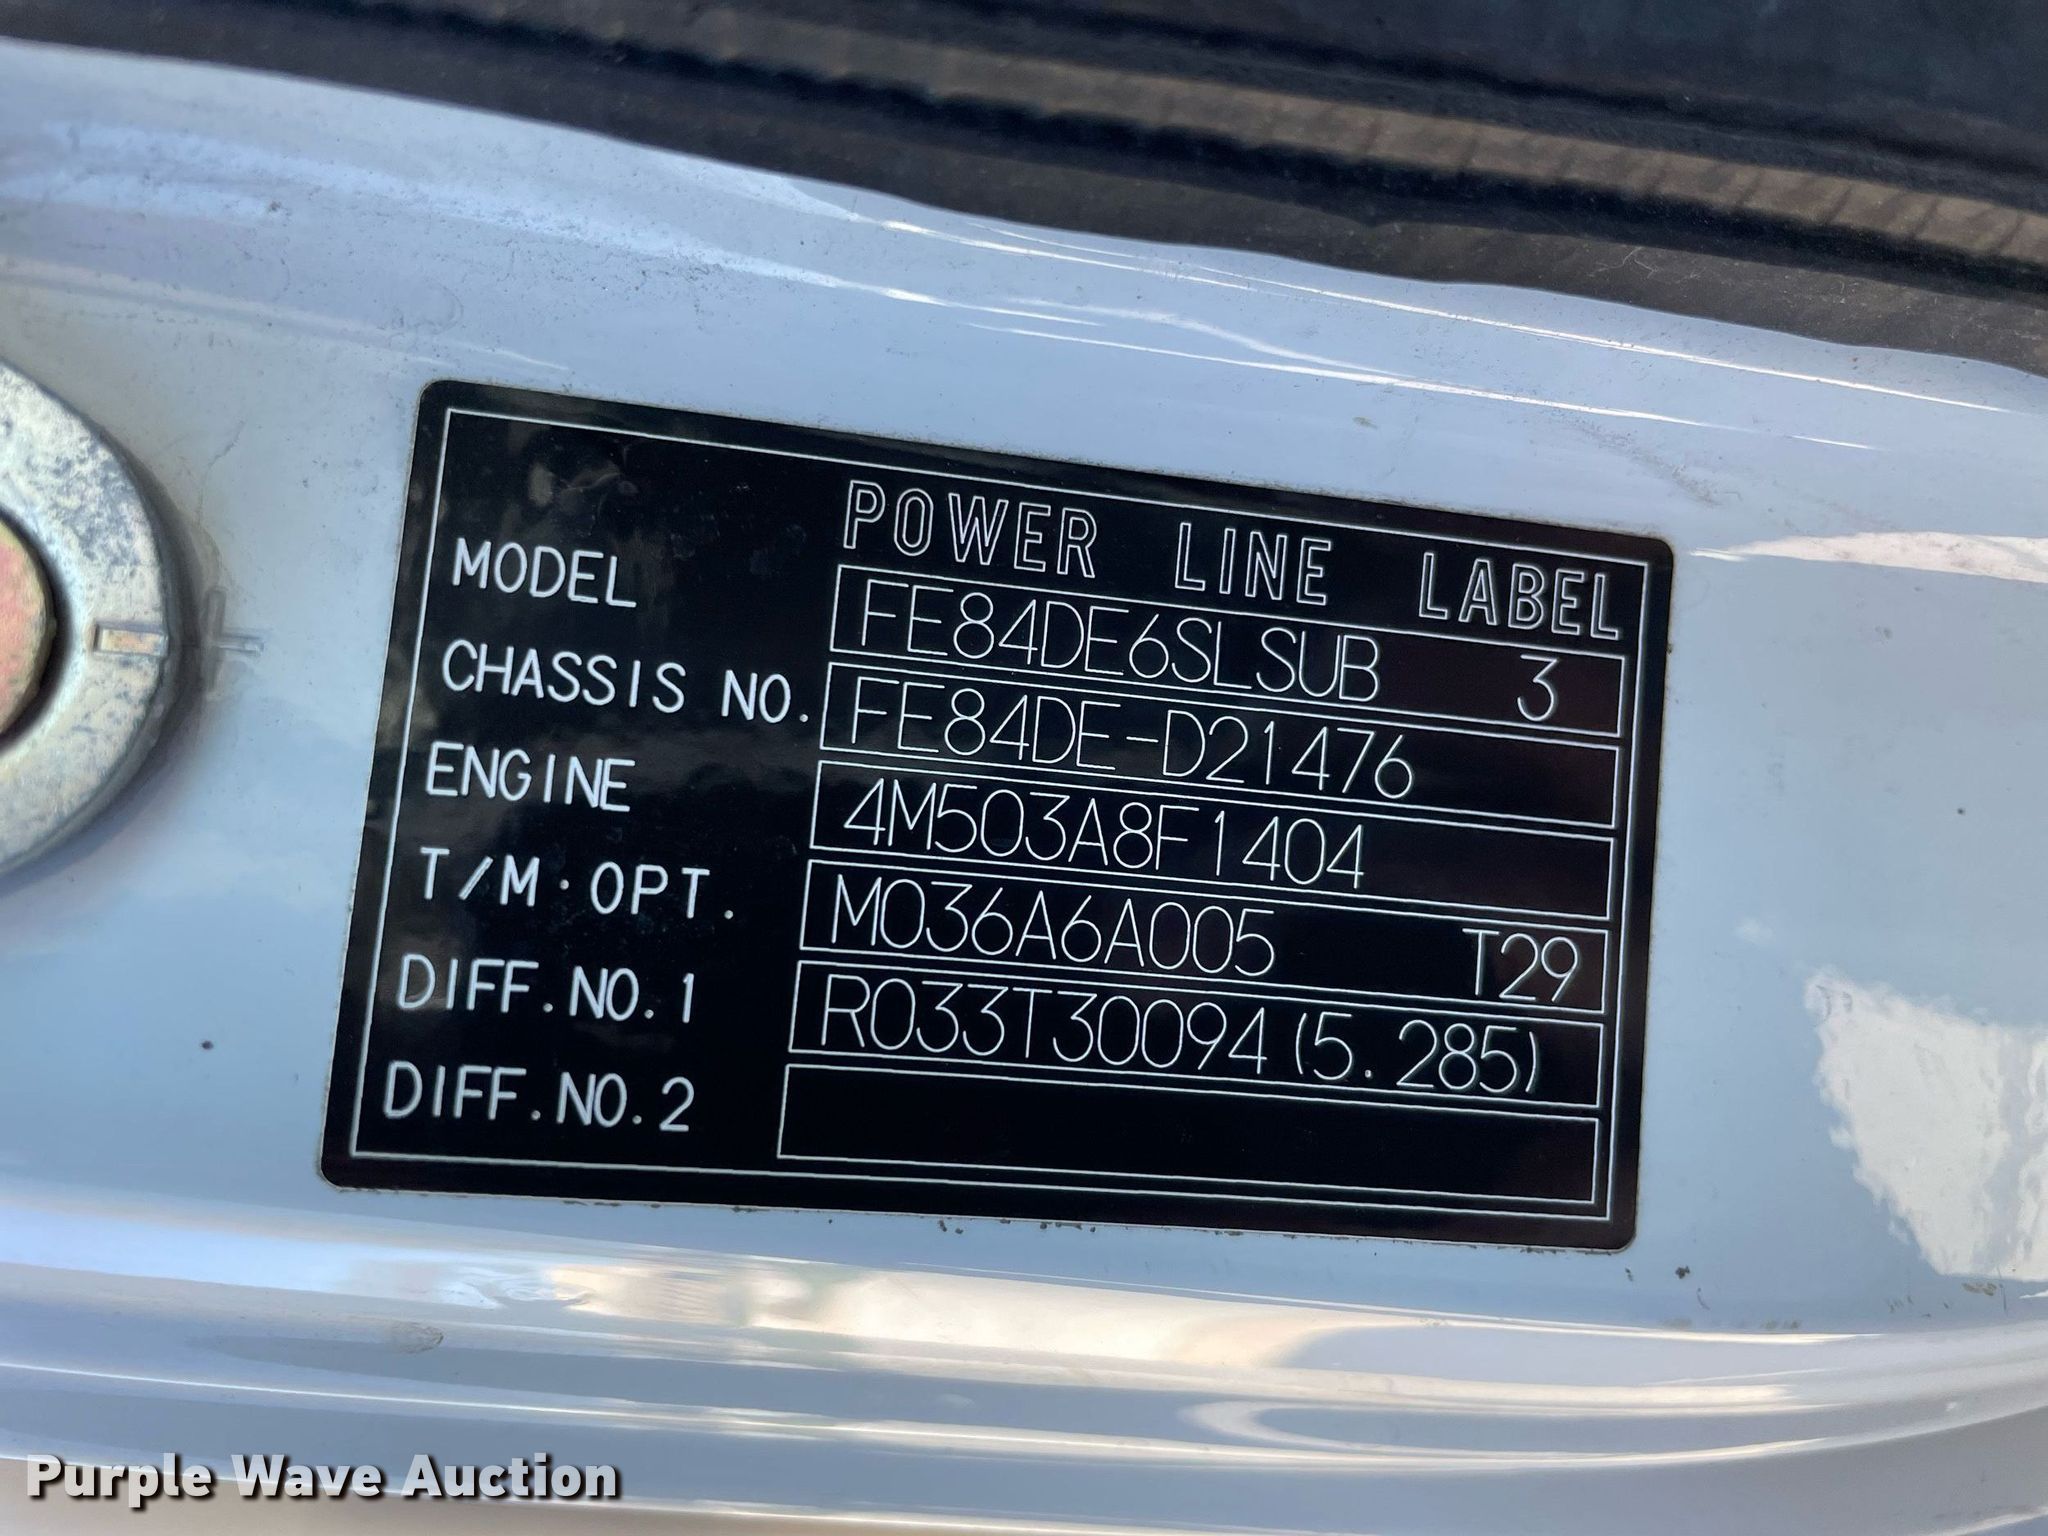 POWER LINE LABEL
MODEL FE84DE6SLSUB 3
CHASSIS NO. FE84DE-D21476
ENGINE 4M503A8F1404
T/M·OPT. M036A6A005 T29
DIFF.NO.1 R033T30094(5.285)
DIFF.NO.2
Purple Wave Auction